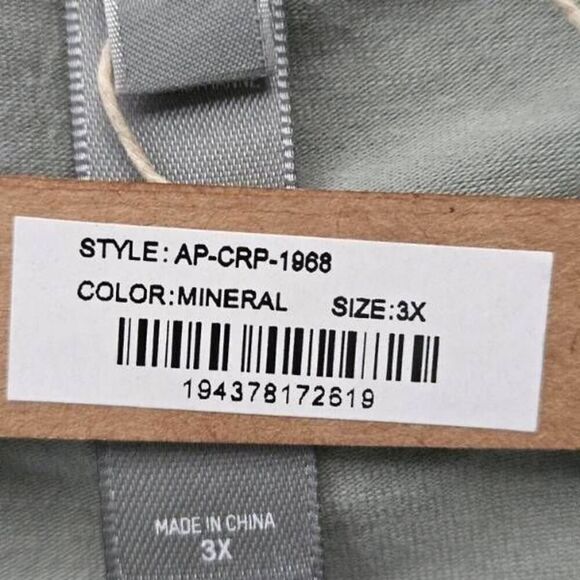 STYLE: AP-CRP-1968
COLOR:MINERAL SIZE:3X
194378172619
MADE IN CHINA
3X